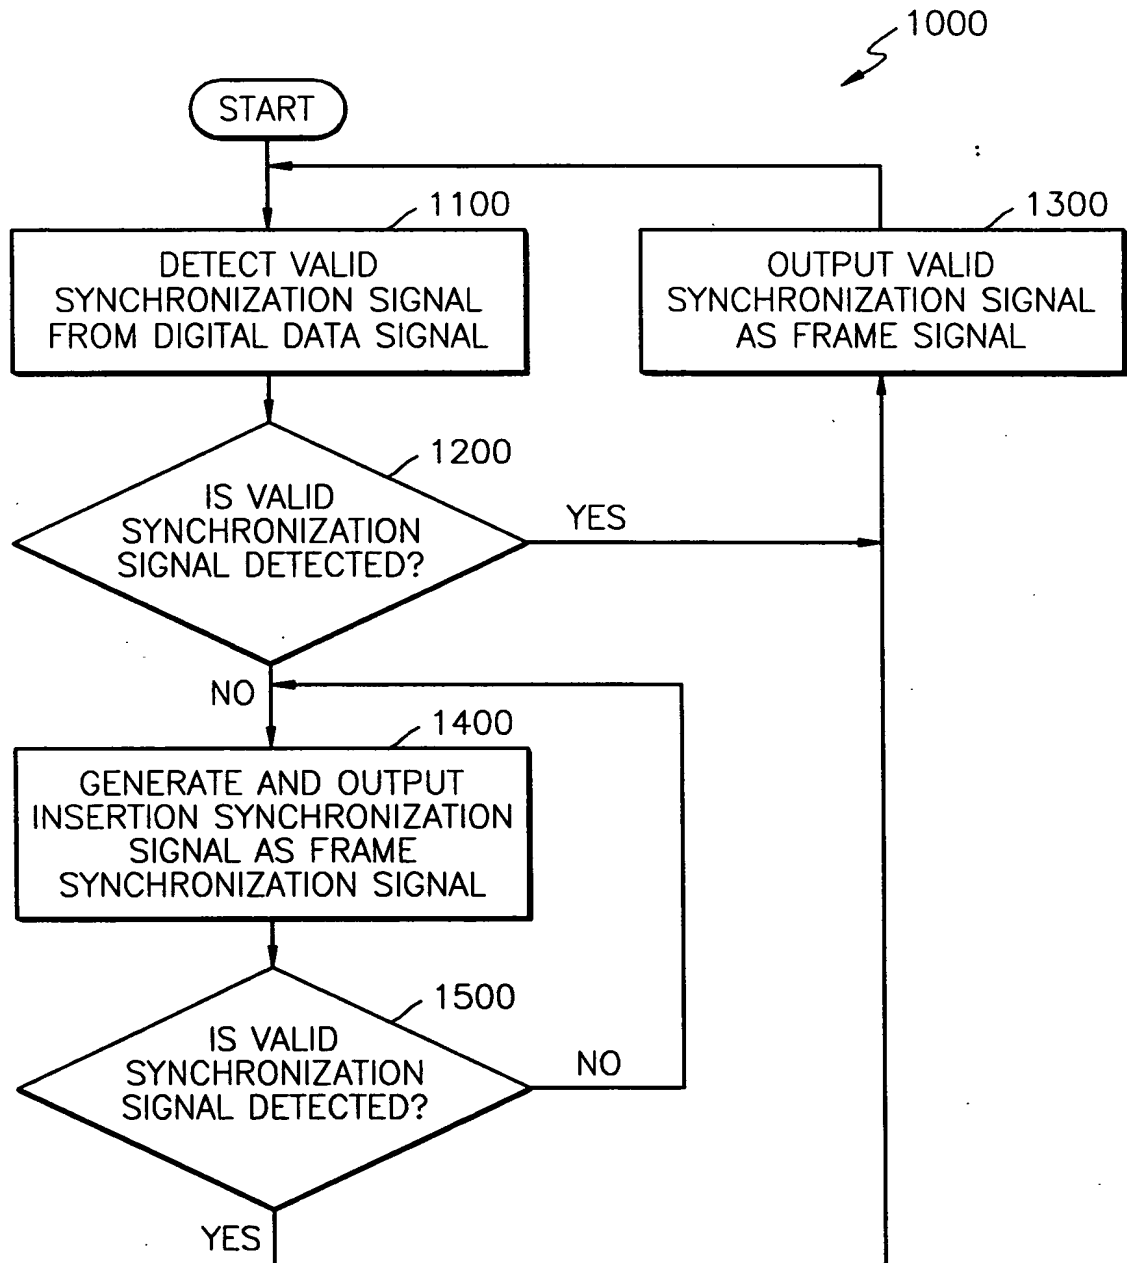 1000
START
1100
DETECT VALID
SYNCHRONIZATION SIGNAL
FROM DIGITAL DATA SIGNAL
1300
OUTPUT VALID
SYNCHRONIZATION SIGNAL
AS FRAME SIGNAL
1200
IS VALID
SYNCHRONIZATION
SIGNAL DETECTED?
YES
NO
1400
GENERATE AND OUTPUT
INSERTION SYNCHRONIZATION
SIGNAL AS FRAME
SYNCHRONIZATION SIGNAL
1500
IS VALID
SYNCHRONIZATION
SIGNAL DETECTED?
NO
YES